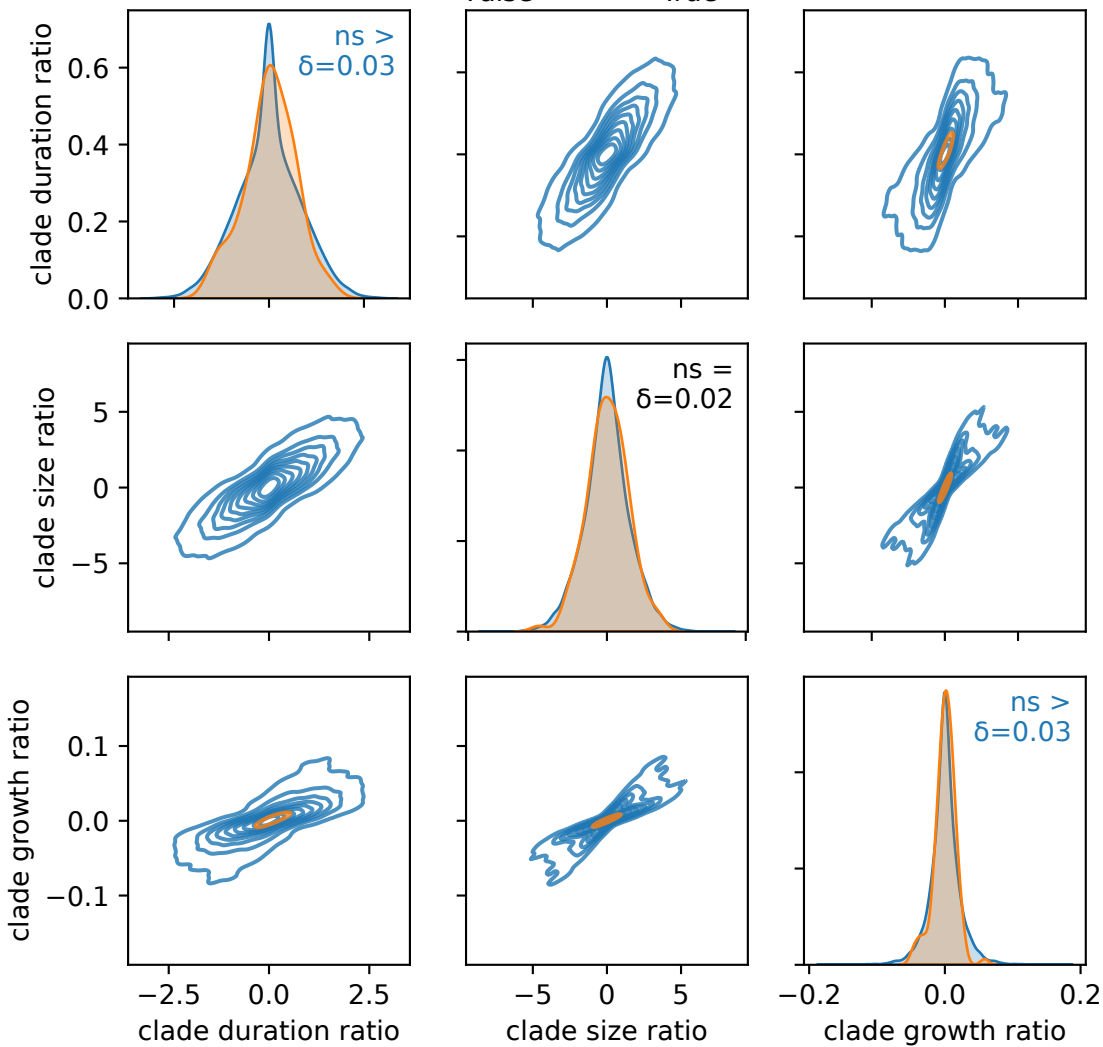 clade duration ratio
0.6
0.4
0.2
0.0
ns >
δ=0.03
clade size ratio
5
0
−5
ns =
δ=0.02
−5
0
5
clade growth ratio
0.1
0.0
−0.1
ns >
δ=0.03
−2.5
0.0
2.5
−5
0
5
−0.2
0.0
0.2
clade duration ratio
clade size ratio
clade growth ratio